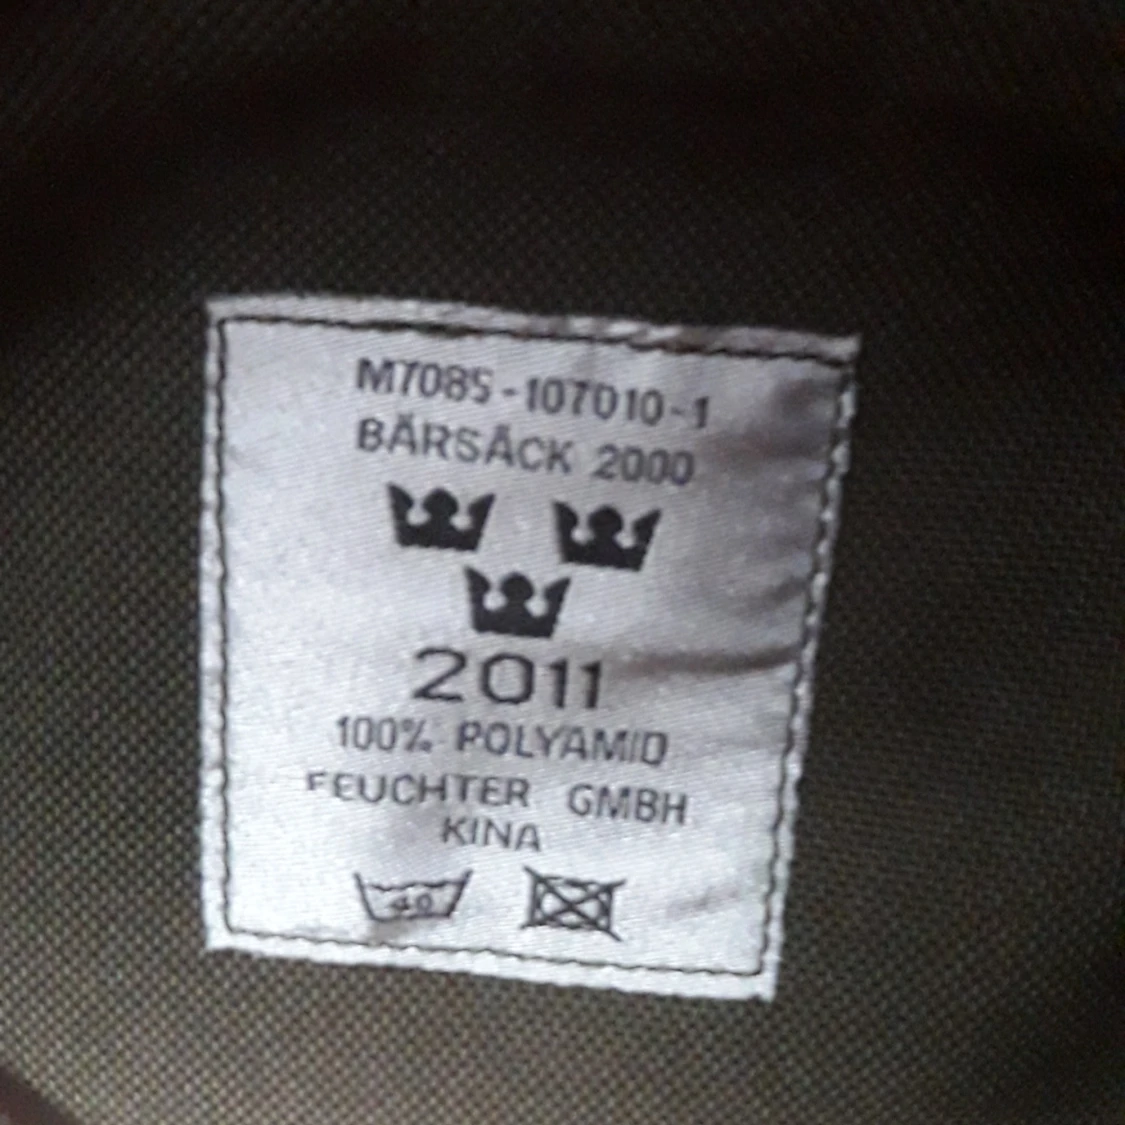 M7085-107010-1
BÄRSÄCK 2000
2011
100% POLYAMID
FEUCHTER GMBH
KINA
40